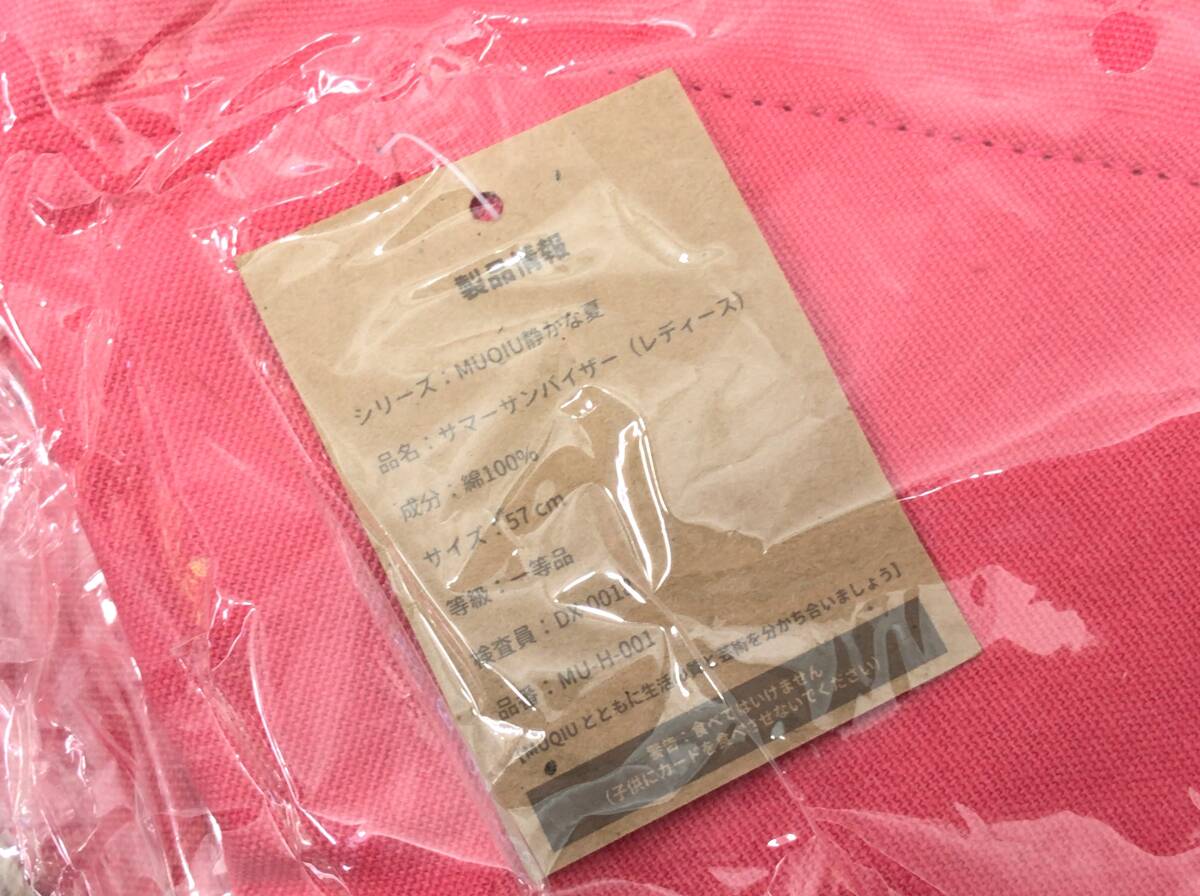 製品情報
シリーズ：MUQIU静かな夏
品名：サマーサンバイザー（レディース）
成分：綿100%
サイズ：57 cm
等級：一等品
検査員：DX-001
品番：MU-H-001
[MUQIU とともに生活の質と芸術を分かち合いましょう]
警告：食べてはいけません
（子供にカードを食べさせないでください）